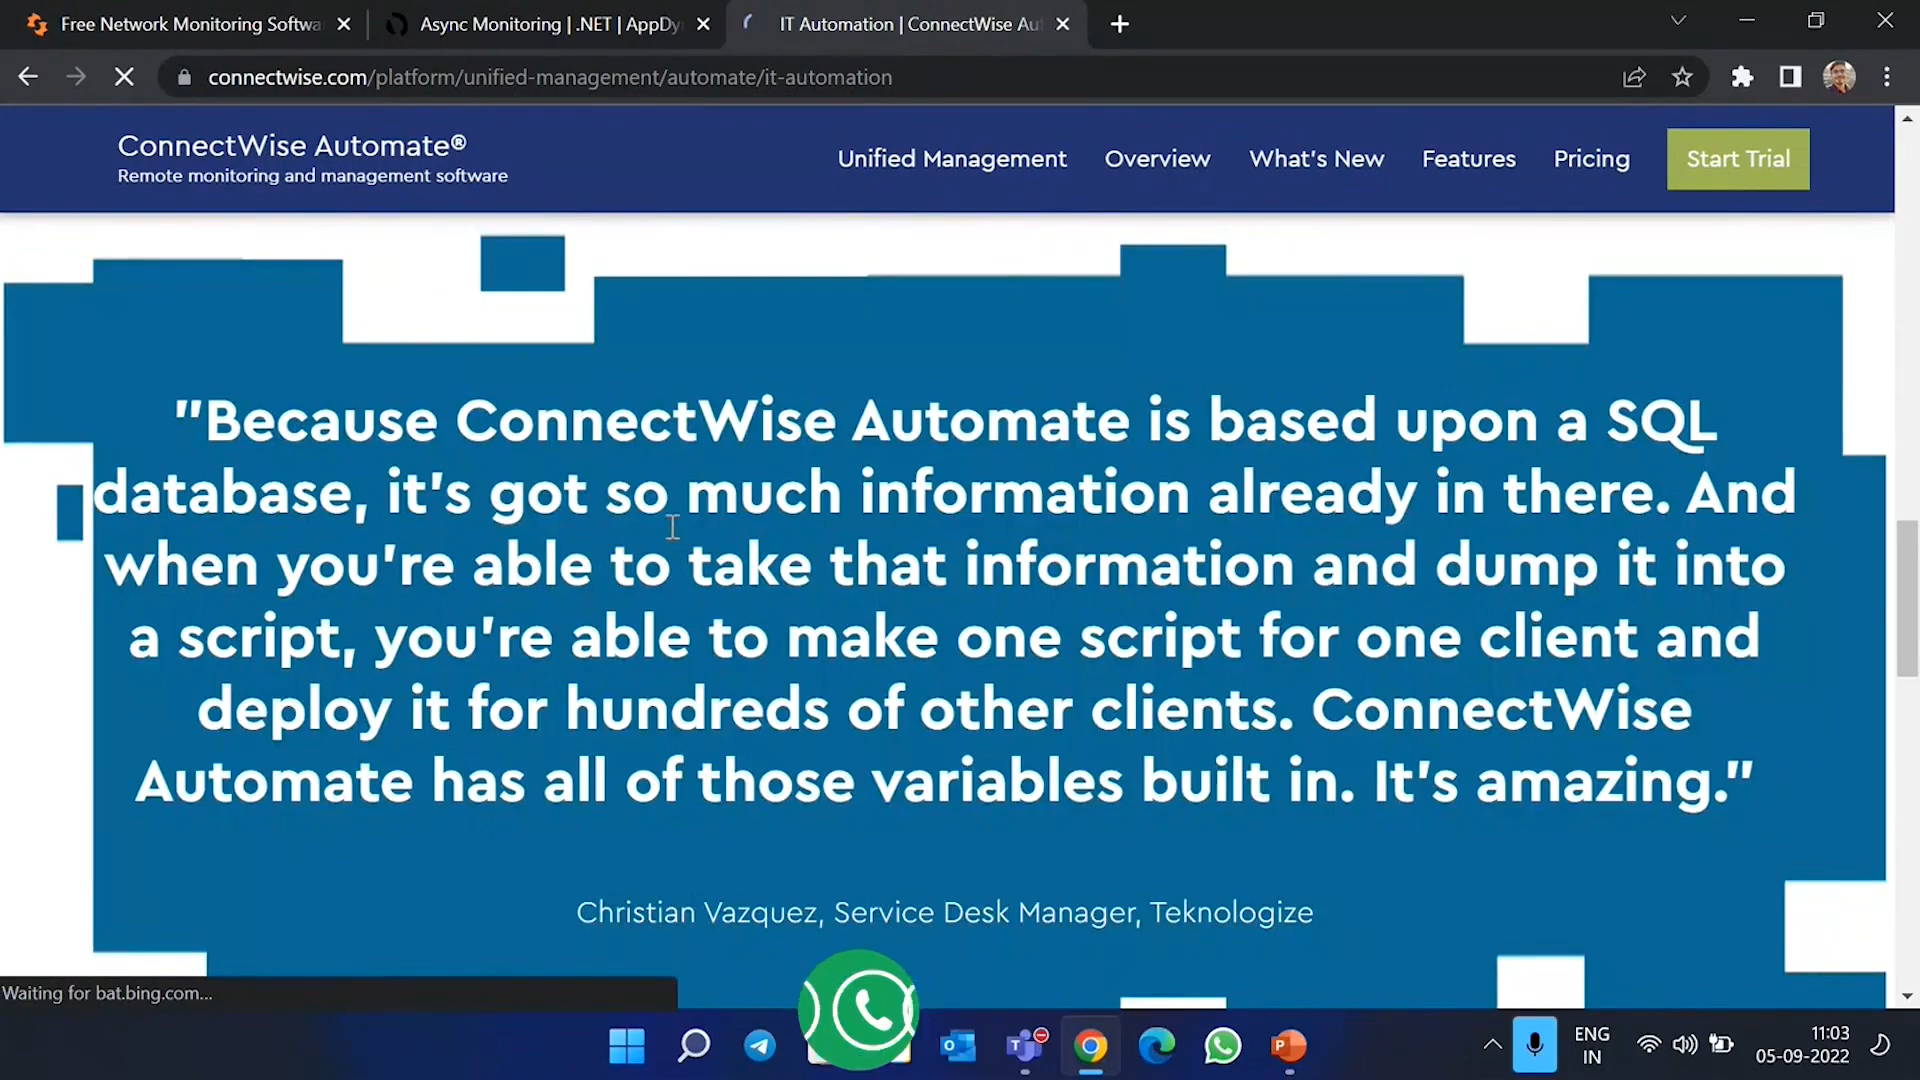 Free Network Monitoring Softwa
Async Monitoring | .NET | AppDy
IT Automation | ConnectWise Au
connectwise.com/platform/unified-management/automate/it-automation
ConnectWise Automate®
Remote monitoring and management software
Unified Management
Overview
What's New
Features
Pricing
Start Trial
"Because ConnectWise Automate is based upon a SQL
database, it's got so much information already in there. And
when you're able to take that information and dump it into
a script, you're able to make one script for one client and
deploy it for hundreds of other clients. ConnectWise
Automate has all of those variables built in. It's amazing."
Christian Vazquez, Service Desk Manager, Teknologize
Waiting for bat.bing.com...
ENG
IN
11:03
05-09-2022